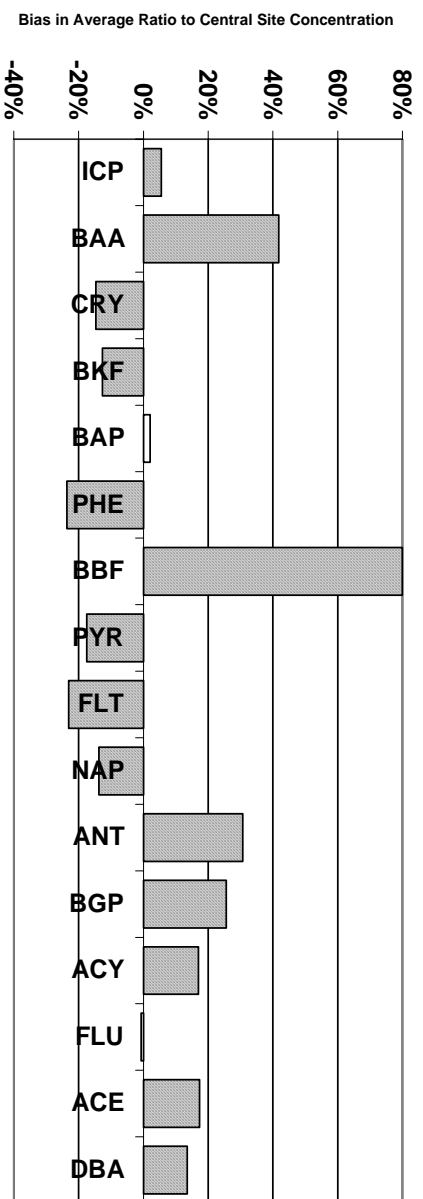 Bias in Average Ratio to Central Site Concentration
-40%
-20%
0%
20%
40%
60%
80%
ICP
BAA
CRY
BKF
BAP
PHE
BBF
PYR
FLT
NAP
ANT
BGP
ACY
FLU
ACE
DBA